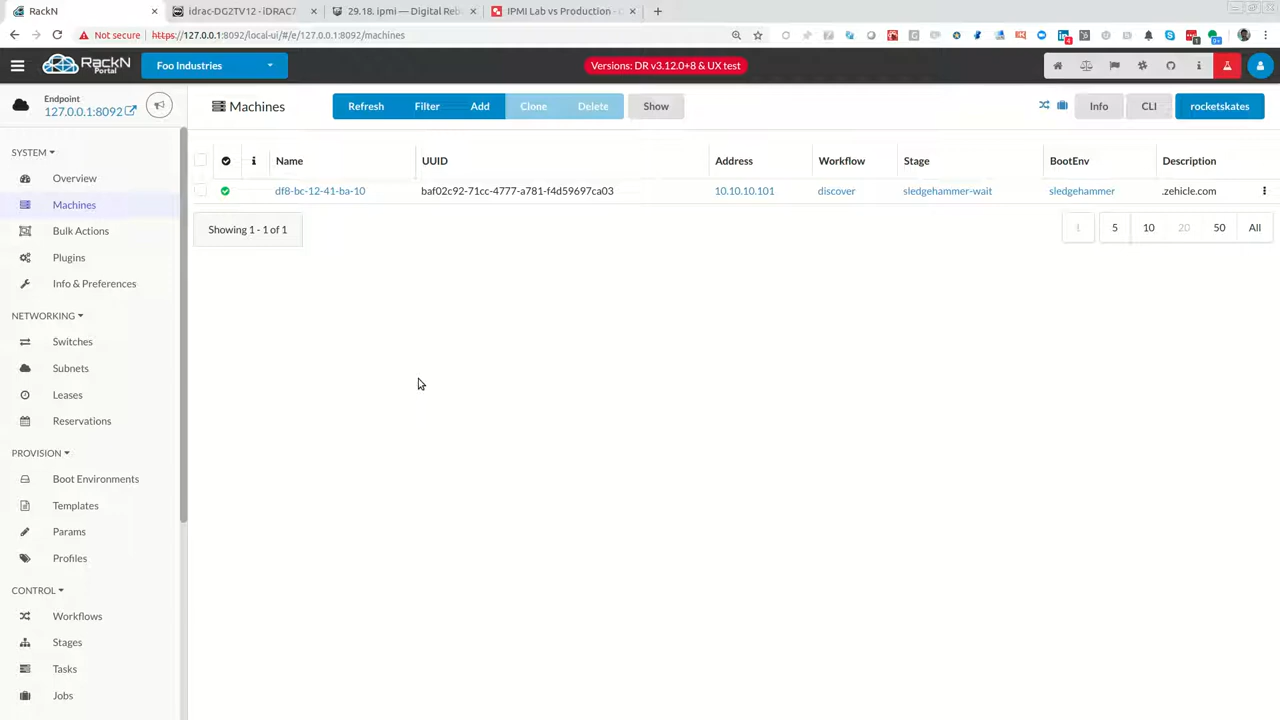 RackN
idrac-DG2TV12 - iDRAC7
29.18. ipmi — Digital Reb
IPMI Lab vs Production -
Not secure
https://127.0.0.1:8092/local-ui/#/e/127.0.0.1:8092/machines
RackN
Portal
Foo Industries
Versions: DR v3.12.0+8 & UX test
Endpoint
127.0.0.1:8092
Machines
Refresh
Filter
Add
Clone
Delete
Show
Info
CLI
rocketskates
SYSTEM
Overview
Machines
Bulk Actions
Plugins
Info & Preferences
NETWORKING
Switches
Subnets
Leases
Reservations
PROVISION
Boot Environments
Templates
Params
Profiles
CONTROL
Workflows
Stages
Tasks
Jobs
Name UUID Address Workflow Stage BootEnv Description
df8-bc-12-41-ba-10 baf02c92-71cc-4777-a781-f4d59697ca03 10.10.10.101 discover sledgehammer-wait sledgehammer .zehicle.com
Showing 1 - 1 of 1
5 10 20 50 All